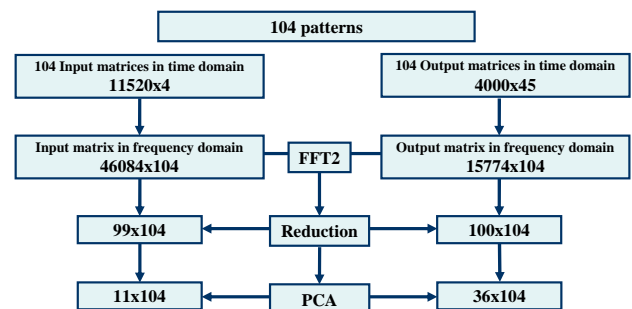 104 patterns
104 Input matrices in time domain
11520x4
104 Output matrices in time domain
4000x45
Input matrix in frequency domain
46084x104
FFT2
Output matrix in frequency domain
15774x104
99x104
Reduction
100x104
11x104
PCA
36x104